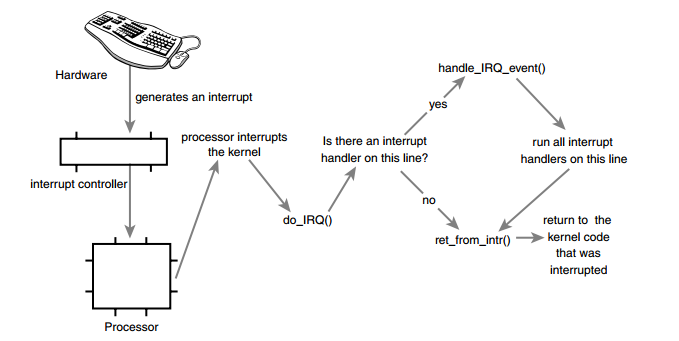 Hardware
generates an interrupt
interrupt controller
Processor
processor interrupts
the kernel
do_IRQ()
Is there an interrupt
handler on this line?
yes
no
handle_IRQ_event()
run all interrupt
handlers on this line
ret_from_intr()
return to the
kernel code
that was
interrupted